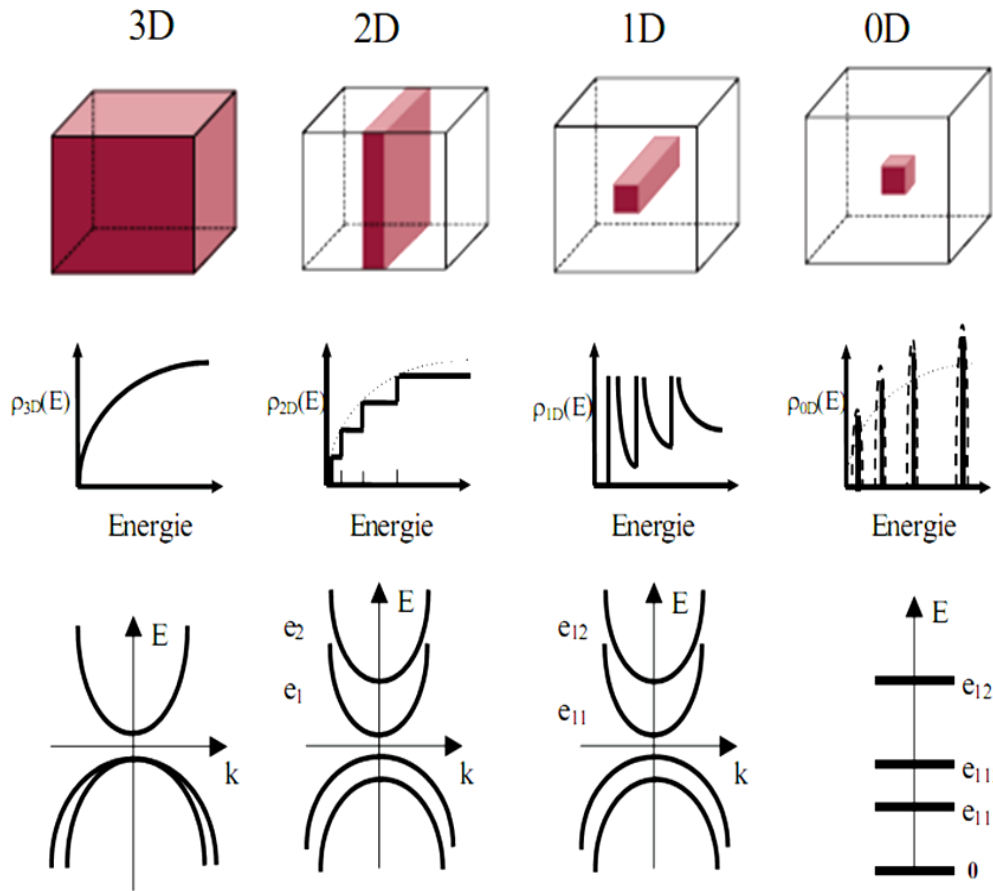 3D 2D 1D 0D
ρ3D(E) ρ2D(E) ρ1D(E) ρ0D(E)
Energie Energie Energie Energie
E e2 E e12 E E
e1 e11 e12
k k k e11
e11
0